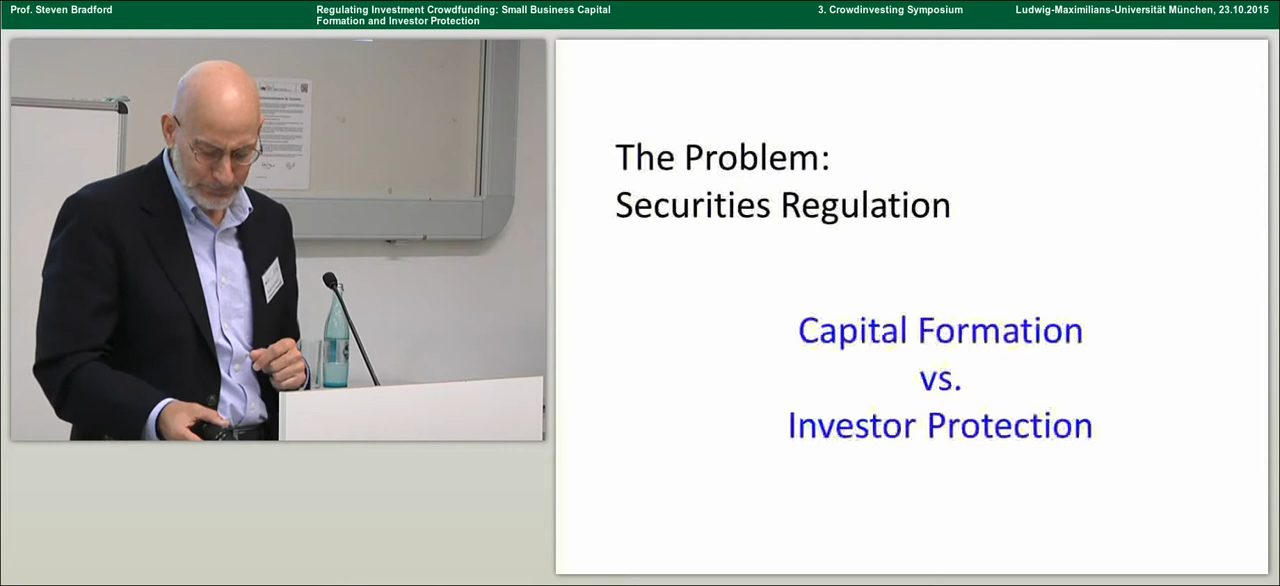 Prof. Steven Bradford
Regulating Investment Crowdfunding: Small Business Capital
Formation and Investor Protection
3. Crowdinvesting Symposium
Ludwig-Maximilians-Universität München, 23.10.2015
The Problem:
Securities Regulation
Capital Formation
vs.
Investor Protection